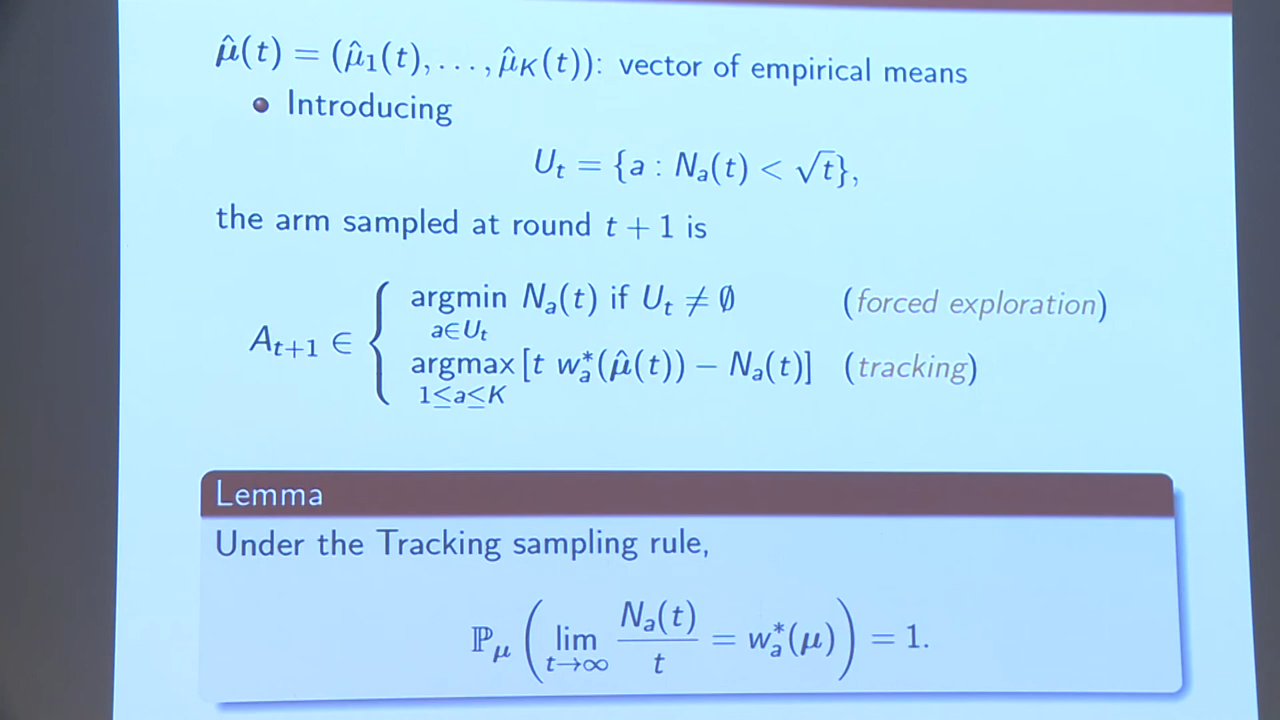 μ̂(t) = (μ̂₁(t), …, μ̂_K(t)): vector of empirical means
Introducing
U_t = {a : N_a(t) < √t},
the arm sampled at round t + 1 is
A_{t+1} ∈ { argmin_{a∈U_t} N_a(t) if U_t ≠ ∅ (forced exploration)
argmax_{1≤a≤K} [t w*_a(μ̂(t)) − N_a(t)] (tracking)
Lemma
Under the Tracking sampling rule,
ℙ_μ ( lim_{t→∞} N_a(t)/t = w*_a(μ) ) = 1.